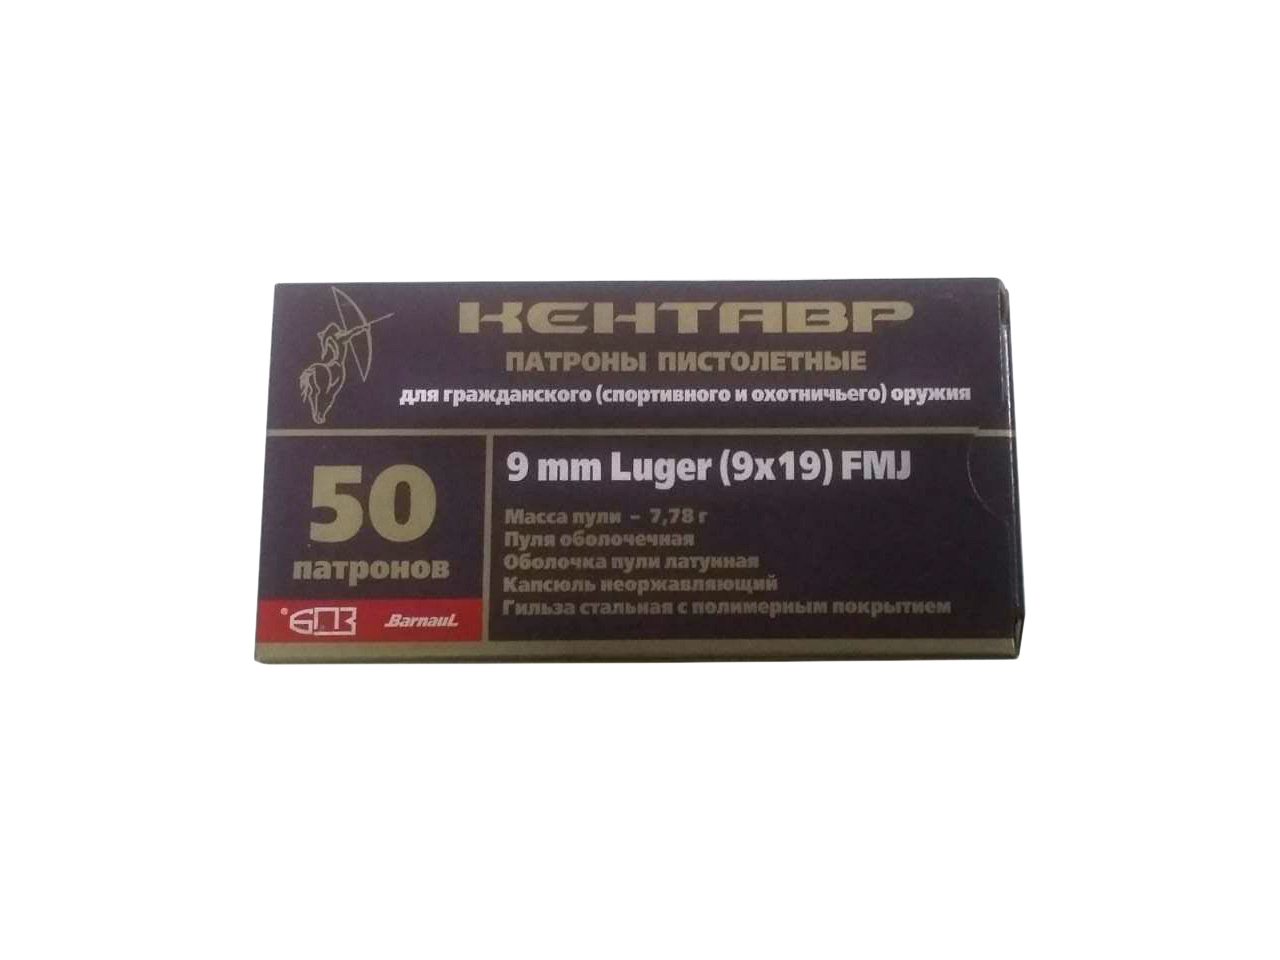 КЕНТАВР
ПАТРОНЫ ПИСТОЛЕТНЫЕ
для гражданского (спортивного и охотничьего) оружия
50
патронов
® БПЗ Barnaul
9 mm Luger (9x19) FMJ
Масса пули – 7,78 г
Пуля оболочечная
Оболочка пули латунная
Капсюль неоржавляющий
Гильза стальная с полимерным покрытием